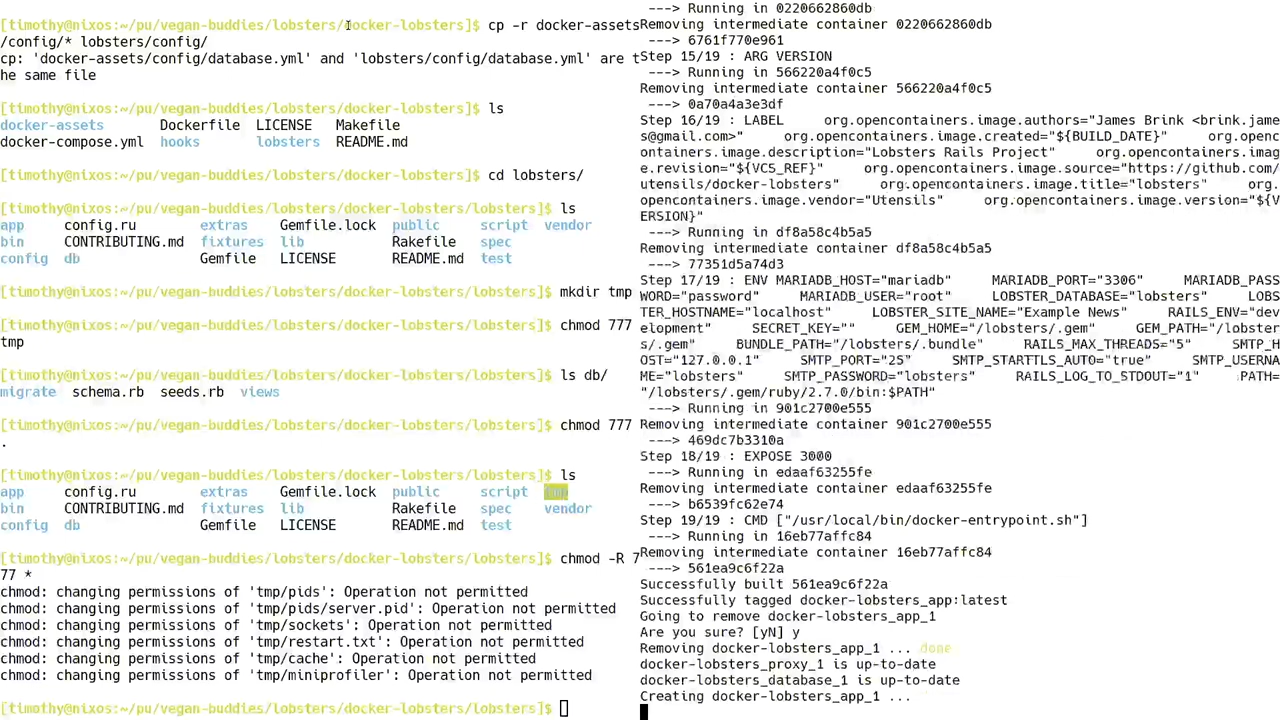 [timothy@nixos:~/pu/vegan-buddies/lobsters/docker-lobsters]$ cp -r docker-assets
/config/* lobsters/config/
cp: 'docker-assets/config/database.yml' and 'lobsters/config/database.yml' are t
he same file
[timothy@nixos:~/pu/vegan-buddies/lobsters/docker-lobsters]$ ls
docker-assets Dockerfile LICENSE Makefile
docker-compose.yml hooks lobsters README.md
[timothy@nixos:~/pu/vegan-buddies/lobsters/docker-lobsters]$ cd lobsters/
[timothy@nixos:~/pu/vegan-buddies/lobsters/docker-lobsters/lobsters]$ ls
app config.ru extras Gemfile.lock public script vendor
bin CONTRIBUTING.md fixtures lib Rakefile spec
config db Gemfile LICENSE README.md test
[timothy@nixos:~/pu/vegan-buddies/lobsters/docker-lobsters/lobsters]$ mkdir tmp
[timothy@nixos:~/pu/vegan-buddies/lobsters/docker-lobsters/lobsters]$ chmod 777
tmp
[timothy@nixos:~/pu/vegan-buddies/lobsters/docker-lobsters/lobsters]$ ls db/
migrate schema.rb seeds.rb views
[timothy@nixos:~/pu/vegan-buddies/lobsters/docker-lobsters/lobsters]$ chmod 777
.
[timothy@nixos:~/pu/vegan-buddies/lobsters/docker-lobsters/lobsters]$ ls
app config.ru extras Gemfile.lock public script tmp
bin CONTRIBUTING.md fixtures lib Rakefile spec vendor
config db Gemfile LICENSE README.md test
[timothy@nixos:~/pu/vegan-buddies/lobsters/docker-lobsters/lobsters]$ chmod -R 7
77 *
chmod: changing permissions of 'tmp/pids': Operation not permitted
chmod: changing permissions of 'tmp/pids/server.pid': Operation not permitted
chmod: changing permissions of 'tmp/sockets': Operation not permitted
chmod: changing permissions of 'tmp/restart.txt': Operation not permitted
chmod: changing permissions of 'tmp/cache': Operation not permitted
chmod: changing permissions of 'tmp/miniprofiler': Operation not permitted
[timothy@nixos:~/pu/vegan-buddies/lobsters/docker-lobsters/lobsters]$
---> Running in 0220662860db
Removing intermediate container 0220662860db
---> 6761f770e961
Step 15/19 : ARG VERSION
---> Running in 566220a4f0c5
Removing intermediate container 566220a4f0c5
---> 0a70a4a3e3df
Step 16/19 : LABEL org.opencontainers.image.authors="James Brink <brink.jame
s@gmail.com>" org.opencontainers.image.created="${BUILD_DATE}" org.openc
ontainers.image.description="Lobsters Rails Project" org.opencontainers.imag
e.revision="${VCS_REF}" org.opencontainers.image.source="https://github.com/
utensils/docker-lobsters" org.opencontainers.image.title="lobsters" org.
opencontainers.image.vendor="Utensils" org.opencontainers.image.version="${V
ERSION}"
---> Running in df8a58c4b5a5
Removing intermediate container df8a58c4b5a5
---> 77351d5a74d3
Step 17/19 : ENV MARIADB_HOST="mariadb" MARIADB_PORT="3306" MARIADB_PASS
WORD="password" MARIADB_USER="root" LOBSTER_DATABASE="lobsters" LOBS
TER_HOSTNAME="localhost" LOBSTER_SITE_NAME="Example News" RAILS_ENV="dev
elopment" SECRET_KEY="" GEM_HOME="/lobsters/.gem" GEM_PATH="/lobster
s/.gem" BUNDLE_PATH="/lobsters/.bundle" RAILS_MAX_THREADS="5" SMTP_H
OST="127.0.0.1" SMTP_PORT="25" SMTP_STARTTLS_AUTO="true" SMTP_USERNA
ME="lobsters" SMTP_PASSWORD="lobsters" RAILS_LOG_TO_STDOUT="1" PATH=
"/lobsters/.gem/ruby/2.7.0/bin:$PATH"
---> Running in 901c2700e555
Removing intermediate container 901c2700e555
---> 469dc7b3310a
Step 18/19 : EXPOSE 3000
---> Running in edaaf63255fe
Removing intermediate container edaaf63255fe
---> b6539fc62e74
Step 19/19 : CMD ["/usr/local/bin/docker-entrypoint.sh"]
---> Running in 16eb77affc84
Removing intermediate container 16eb77affc84
---> 561ea9c6f22a
Successfully built 561ea9c6f22a
Successfully tagged docker-lobsters_app:latest
Going to remove docker-lobsters_app_1
Are you sure? [yN] y
Removing docker-lobsters_app_1 ... done
docker-lobsters_proxy_1 is up-to-date
docker-lobsters_database_1 is up-to-date
Creating docker-lobsters_app_1 ...